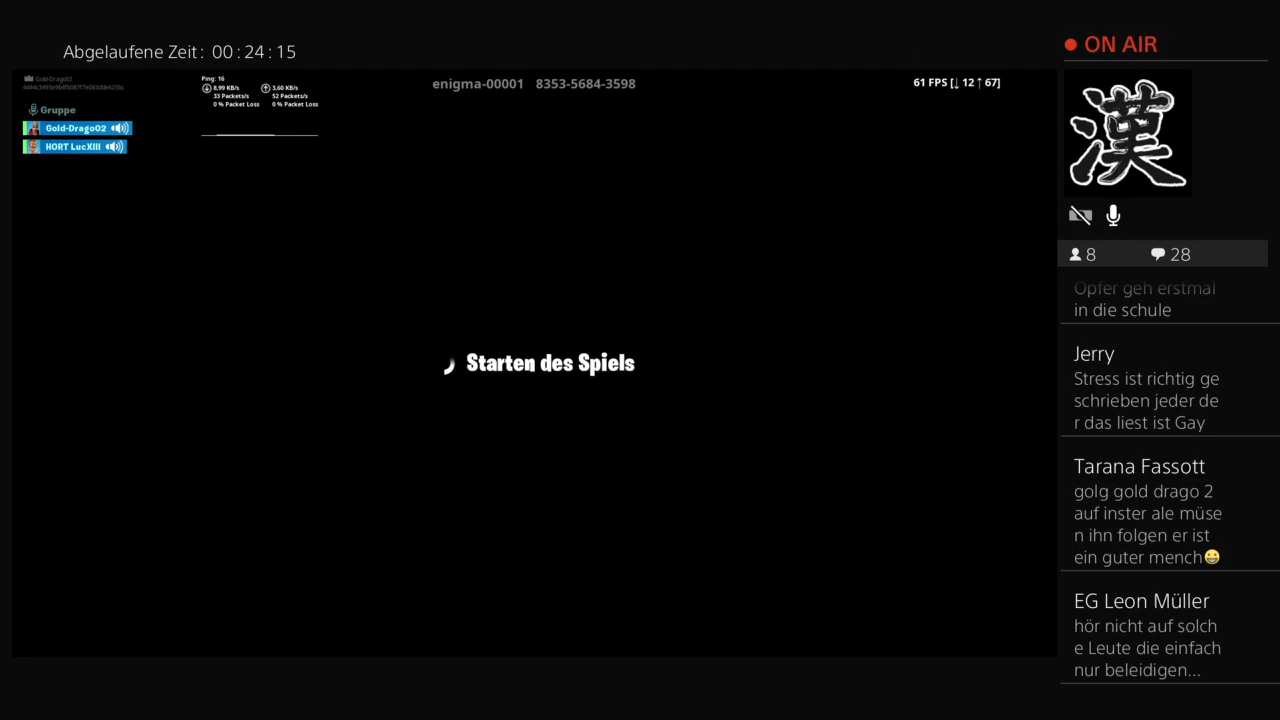 Abgelaufene Zeit: 00:24:15
ON AIR
Gold-Drago02
Ping: 16
8,99 KB/s 3,60 KB/s
33 Packets/s 52 Packets/s
0 % Packet Loss 0 % Packet Loss
enigma-00001 8353-5684-3598
61 FPS [↓ 12 ↑ 67]
Gruppe
Gold-Drago02
HORT LucXIII
漢
8 28
Starten des Spiels
Opfer geh erstmal
in die schule
Jerry
Stress ist richtig ge
schrieben jeder de
r das liest ist Gay
Tarana Fassott
golg gold drago 2
auf inster ale müse
n ihn folgen er ist
ein guter mench😀
EG Leon Müller
hör nicht auf solch
e Leute die einfach
nur beleidigen...